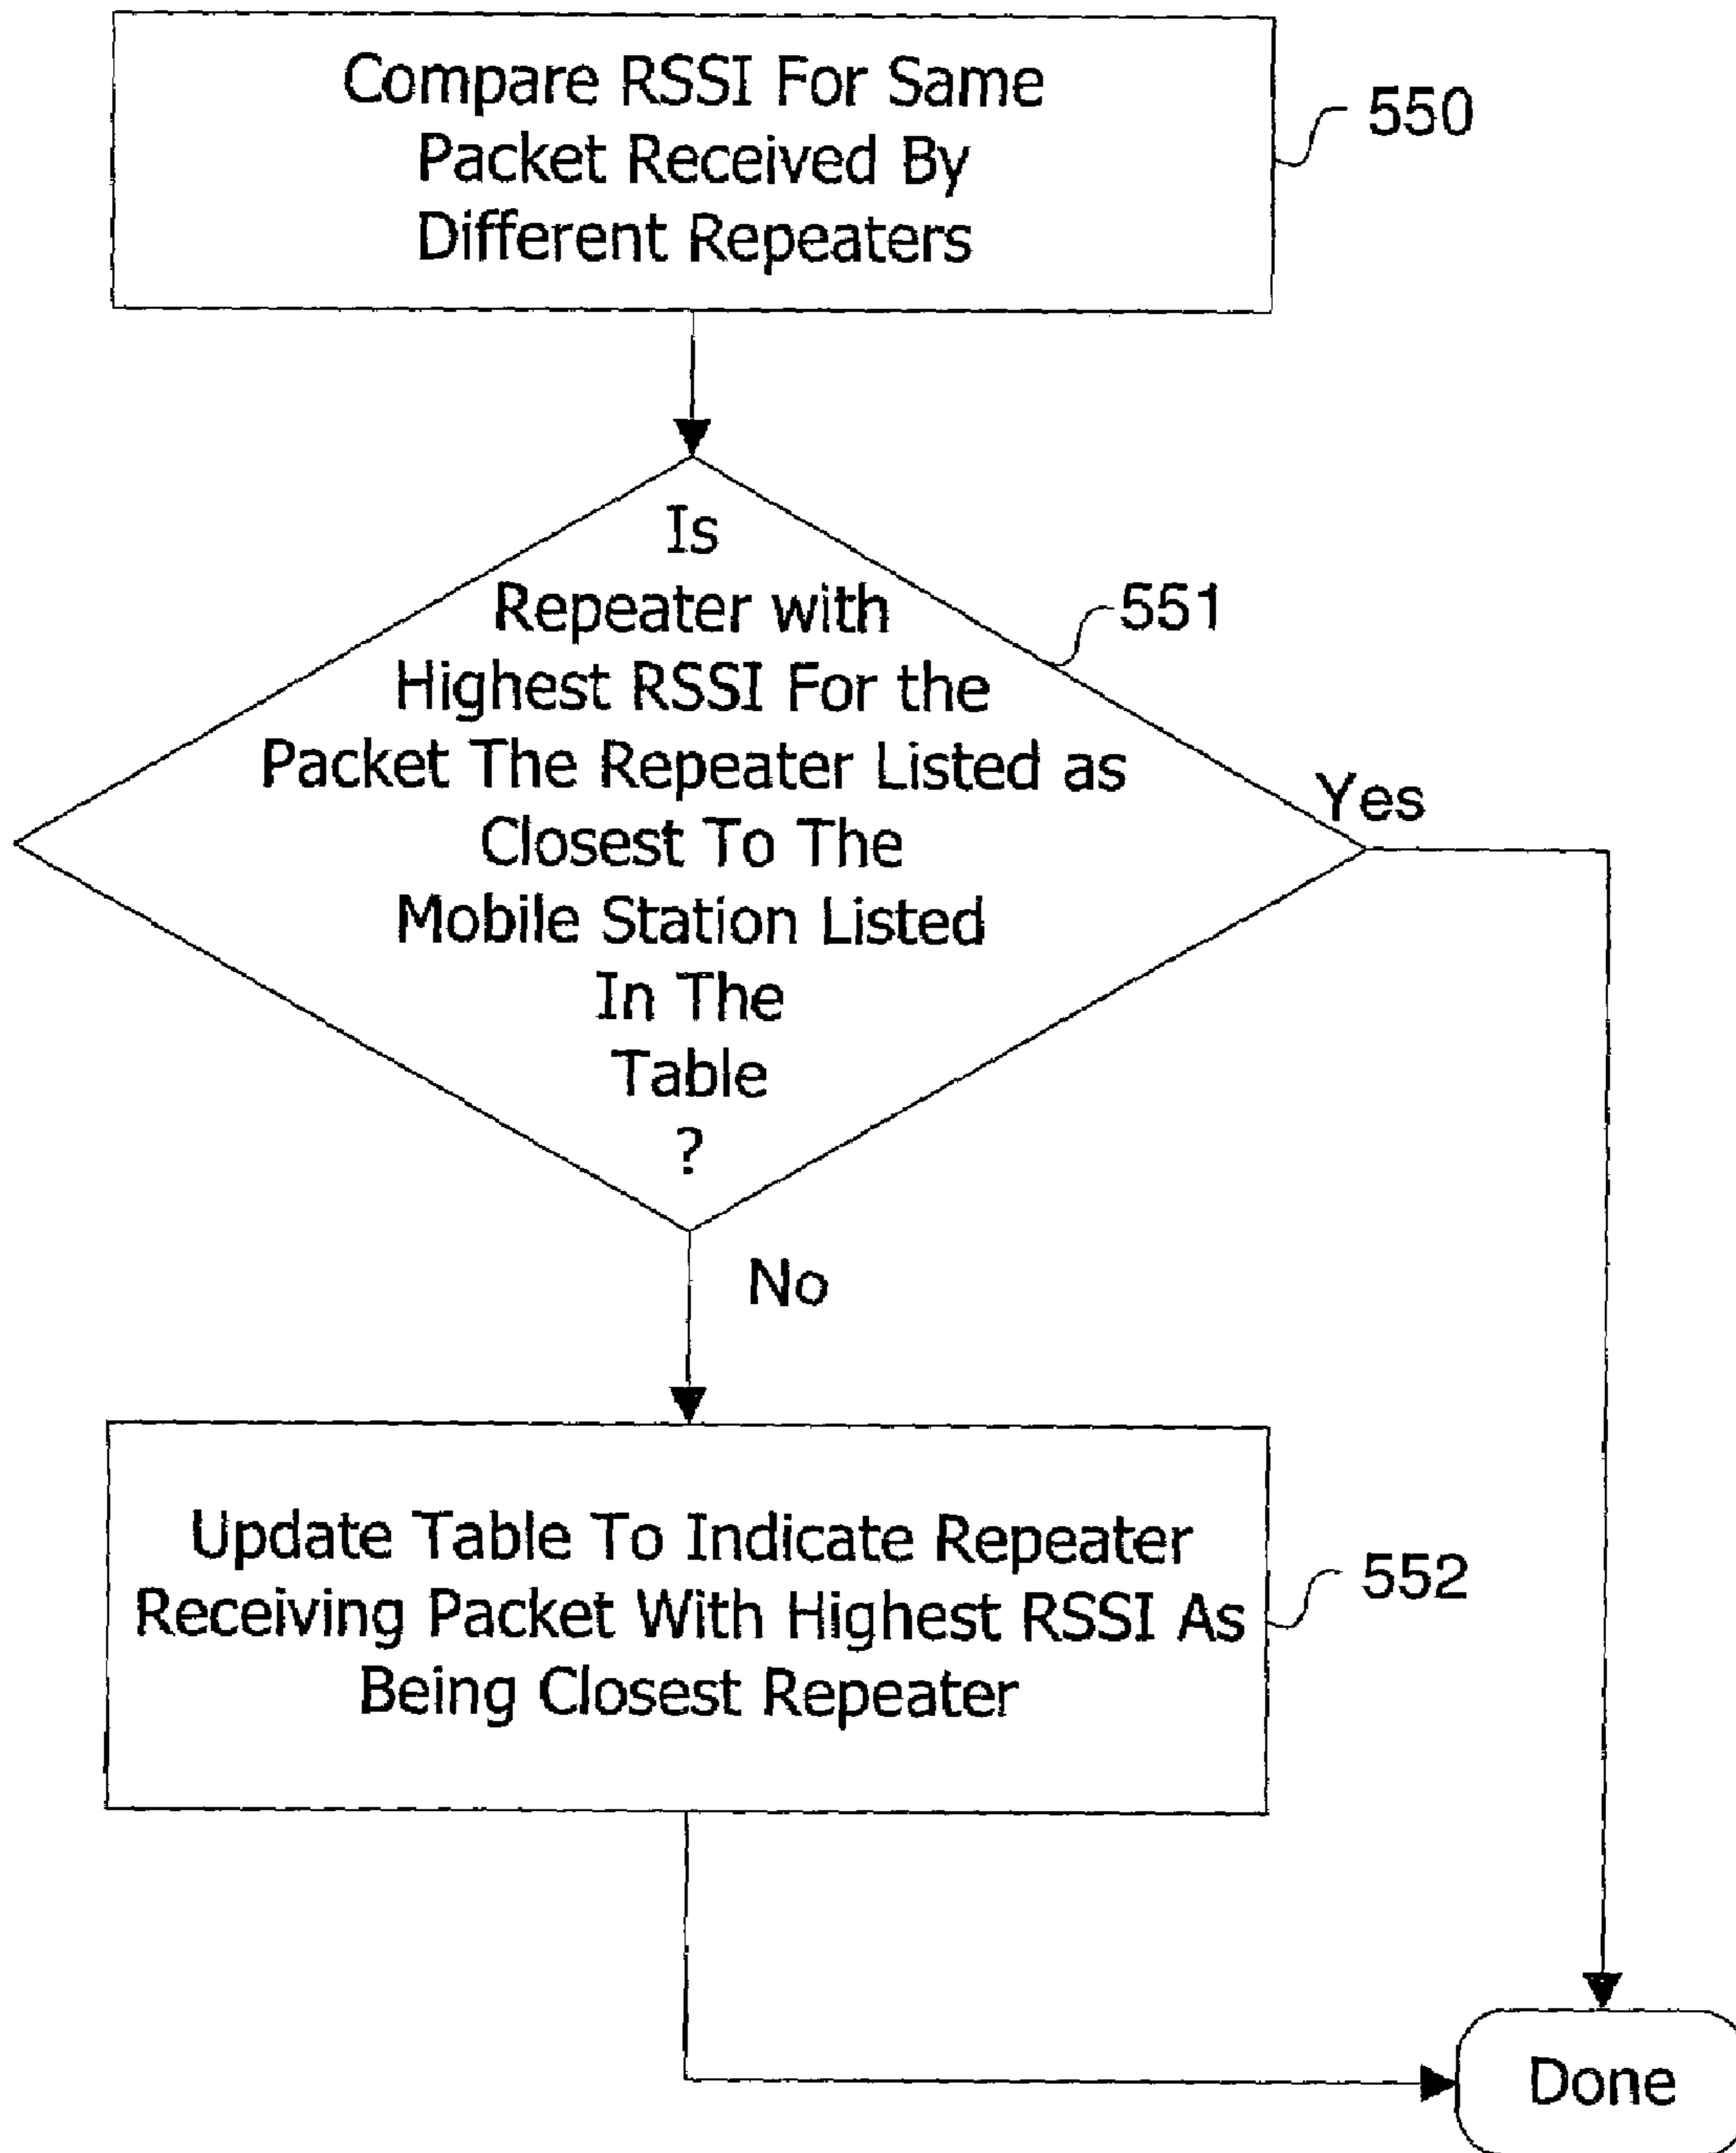 Compare RSSI For Same
Packet Received By
Different Repeaters
550
Is
Repeater with
Highest RSSI For the
Packet The Repeater Listed as
Closest To The
Mobile Station Listed
In The
Table
?
551
Yes
No
Update Table To Indicate Repeater
Receiving Packet With Highest RSSI As
Being Closest Repeater
552
Done